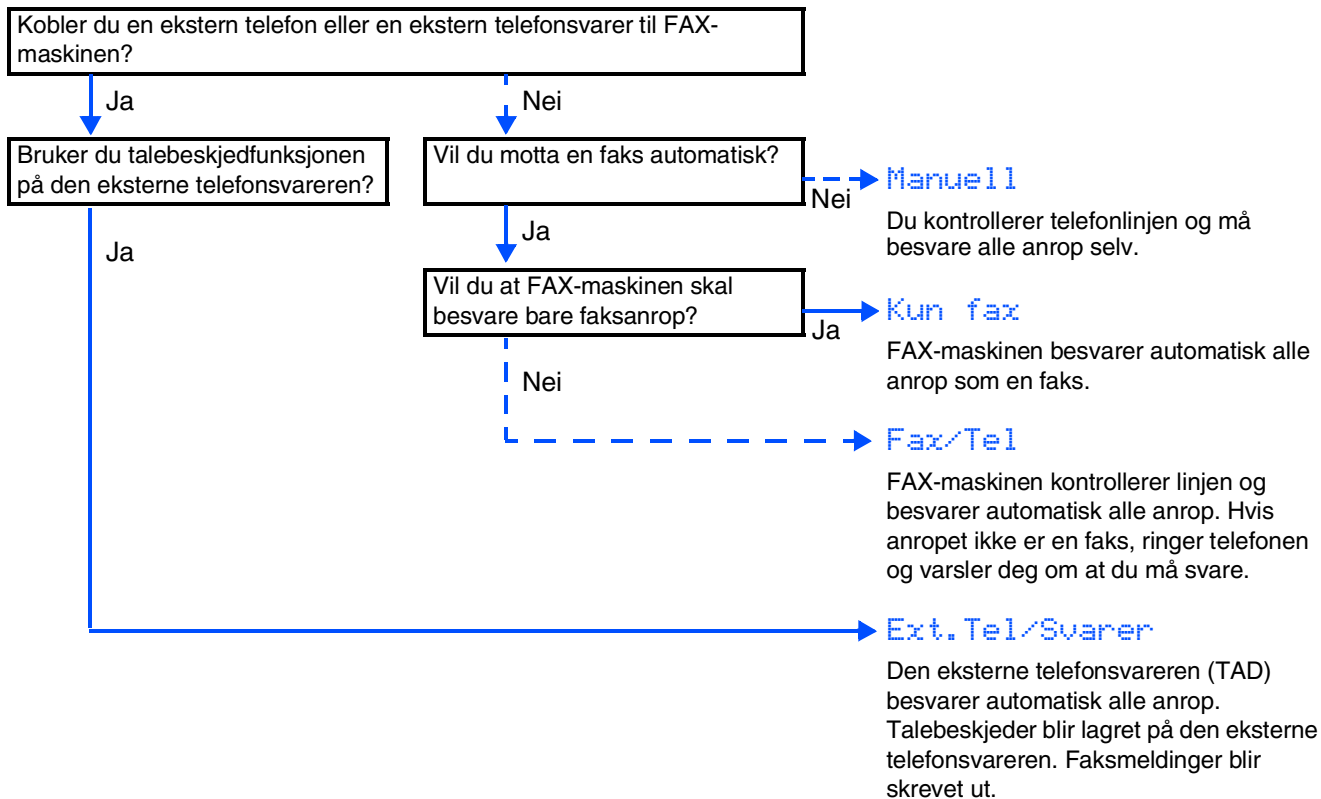 Kobler du en ekstern telefon eller en ekstern telefonsvarer til FAX-
maskinen?
Ja
Nei
Bruker du talebeskjedfunksjonen
på den eksterne telefonsvareren?
Vil du motta en faks automatisk?
Nei
Manuell
Du kontrollerer telefonlinjen og må
besvare alle anrop selv.
Ja
Ja
Vil du at FAX-maskinen skal
besvare bare faksanrop?
Ja
Kun fax
FAX-maskinen besvarer automatisk alle
anrop som en faks.
Nei
Fax/Tel
FAX-maskinen kontrollerer linjen og
besvarer automatisk alle anrop. Hvis
anropet ikke er en faks, ringer telefonen
og varsler deg om at du må svare.
Ext.Tel/Svarer
Den eksterne telefonsvareren (TAD)
besvarer automatisk alle anrop.
Talebeskjeder blir lagret på den eksterne
telefonsvareren. Faksmeldinger blir
skrevet ut.